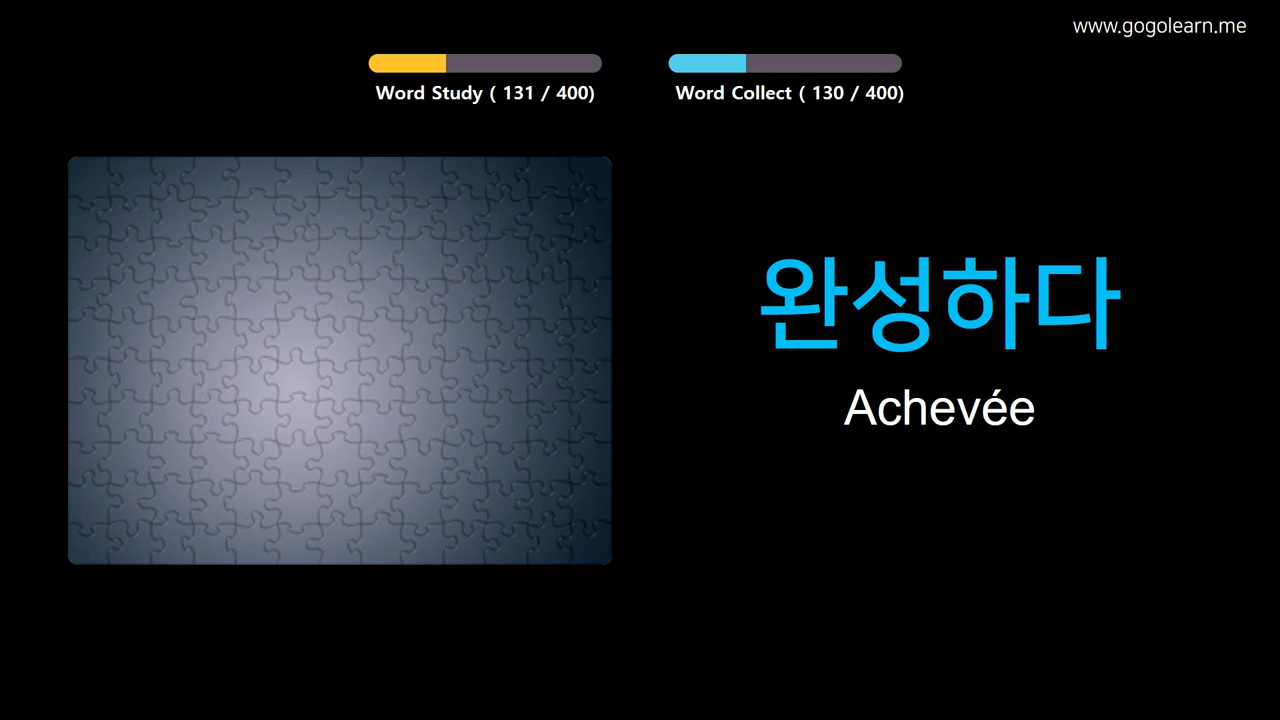 www.gogolearn.me
Word Study ( 131 / 400)
Word Collect ( 130 / 400)
완성하다
Achevée